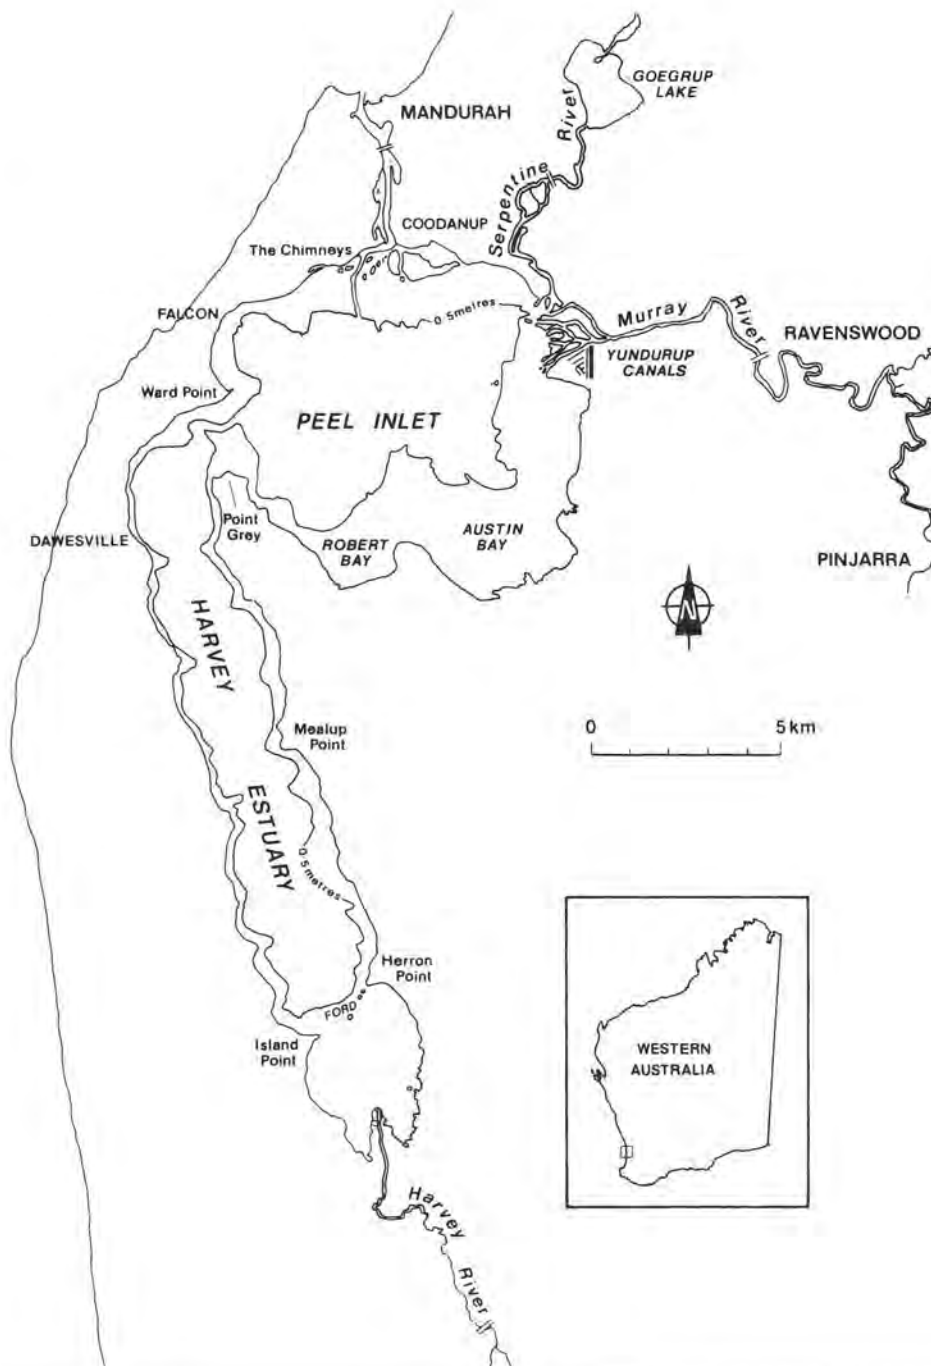 GOEGRUP
LAKE
MANDURAH
Serpentine River
COODANUP
The Chimneys
0·5metres
FALCON
Murray River
RAVENSWOOD
YUNDURUP
CANALS
Ward Point
PEEL INLET
Point
Grey
DAWESVILLE
ROBERT
BAY
AUSTIN
BAY
PINJARRA
N
HARVEY ESTUARY
0
5km
Mealup
Point
0·5metres
Herron
Point
FORD
Island
Point
WESTERN
AUSTRALIA
Harvey River